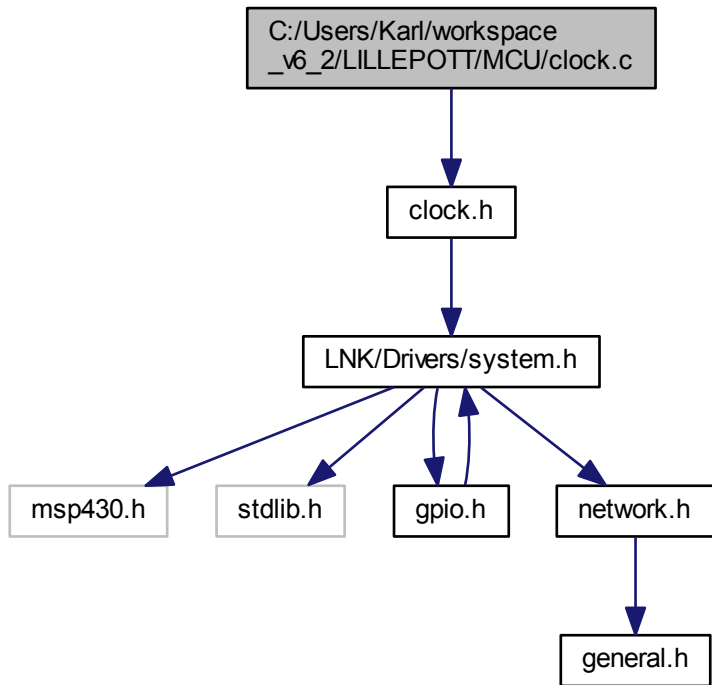 C:/Users/Karl/workspace
_v6_2/LILLEPOTT/MCU/clock.c
clock.h
LNK/Drivers/system.h
msp430.h
stdlib.h
gpio.h
network.h
general.h